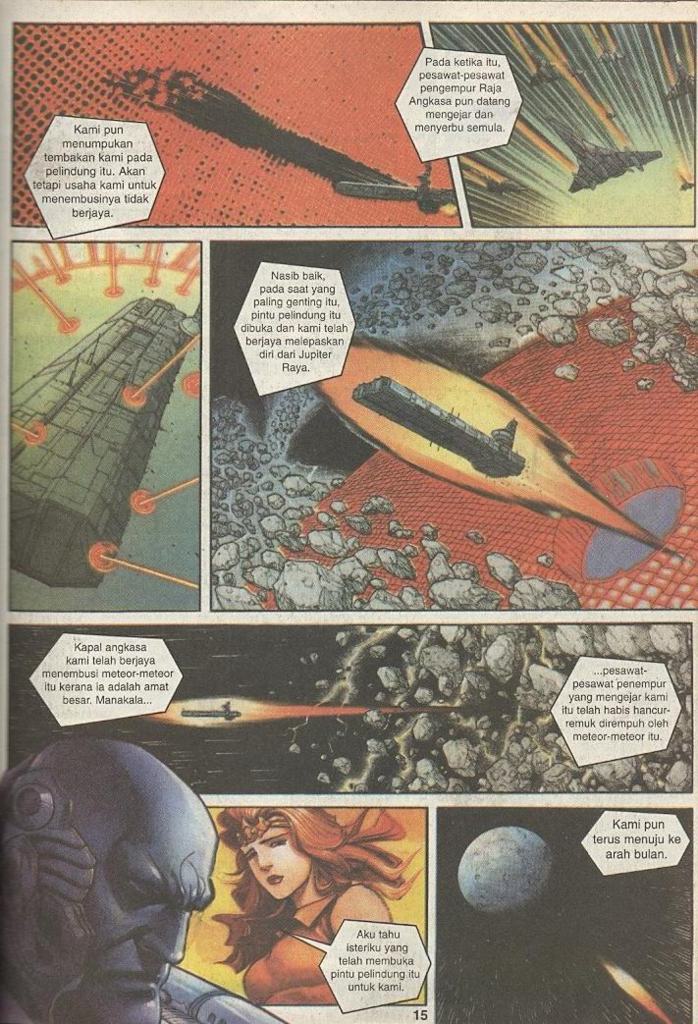 Kami pun
menumpukan
tembakan kami pada
pelindung itu. Akan
tetapi usaha kami untuk
menembusinya tidak
berjaya.
Pada ketika itu,
pesawat-pesawat
pengempur Raja
Angkasa pun datang
mengejar dan
menyerbu semula.
Nasib baik,
pada saat yang
paling genting itu,
pintu pelindung itu
dibuka dan kami telah
berjaya melepaskan
diri dari Jupiter
Raya.
Kapal angkasa
kami telah berjaya
menembusi meteor-meteor
itu kerana ia adalah amat
besar. Manakala...
...pesawat-
pesawat penempur
yang mengejar kami
itu telah habis hancur-
remuk dirempuh oleh
meteor-meteor itu.
Aku tahu
isteriku yang
telah membuka
pintu pelindung itu
untuk kami.
Kami pun
terus menuju ke
arah bulan.
15